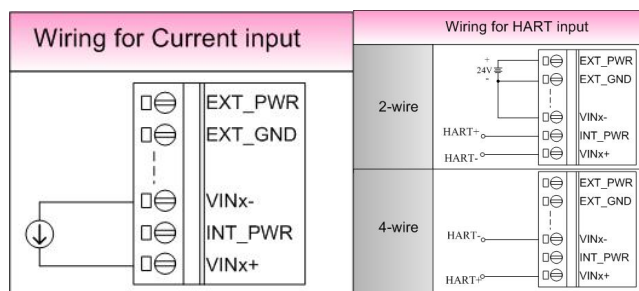 Wiring for Current input
EXT_PWR
EXT_GND
VINx-
INT_PWR
VINx+
Wiring for HART input
2-wire
+
24V
-
HART+
HART-
EXT_PWR
EXT_GND
VINx-
INT_PWR
VINx+
4-wire
HART-
HART+
EXT_PWR
EXT_GND
VINx-
INT_PWR
VINx+